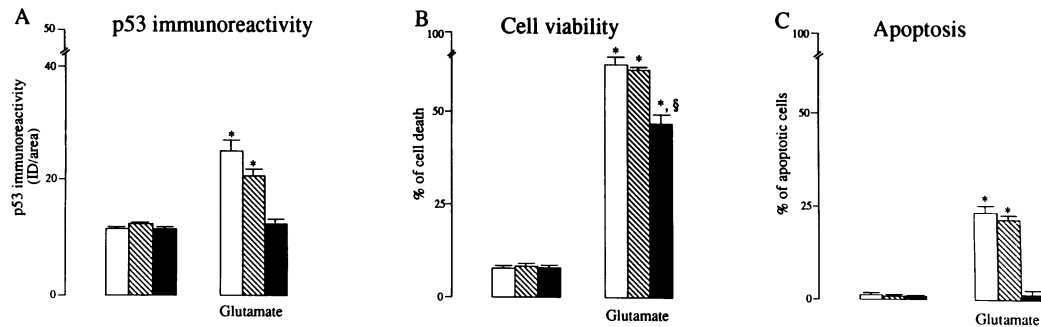 A p53 immunoreactivity
50
40
20
0
p53 immunoreactivity
(ID/area)
*
*
Glutamate
B Cell viability
100
50
0
% of cell death
*
*
*, §
Glutamate
C Apoptosis
100
50
25
0
% of apoptotic cells
*
*
Glutamate